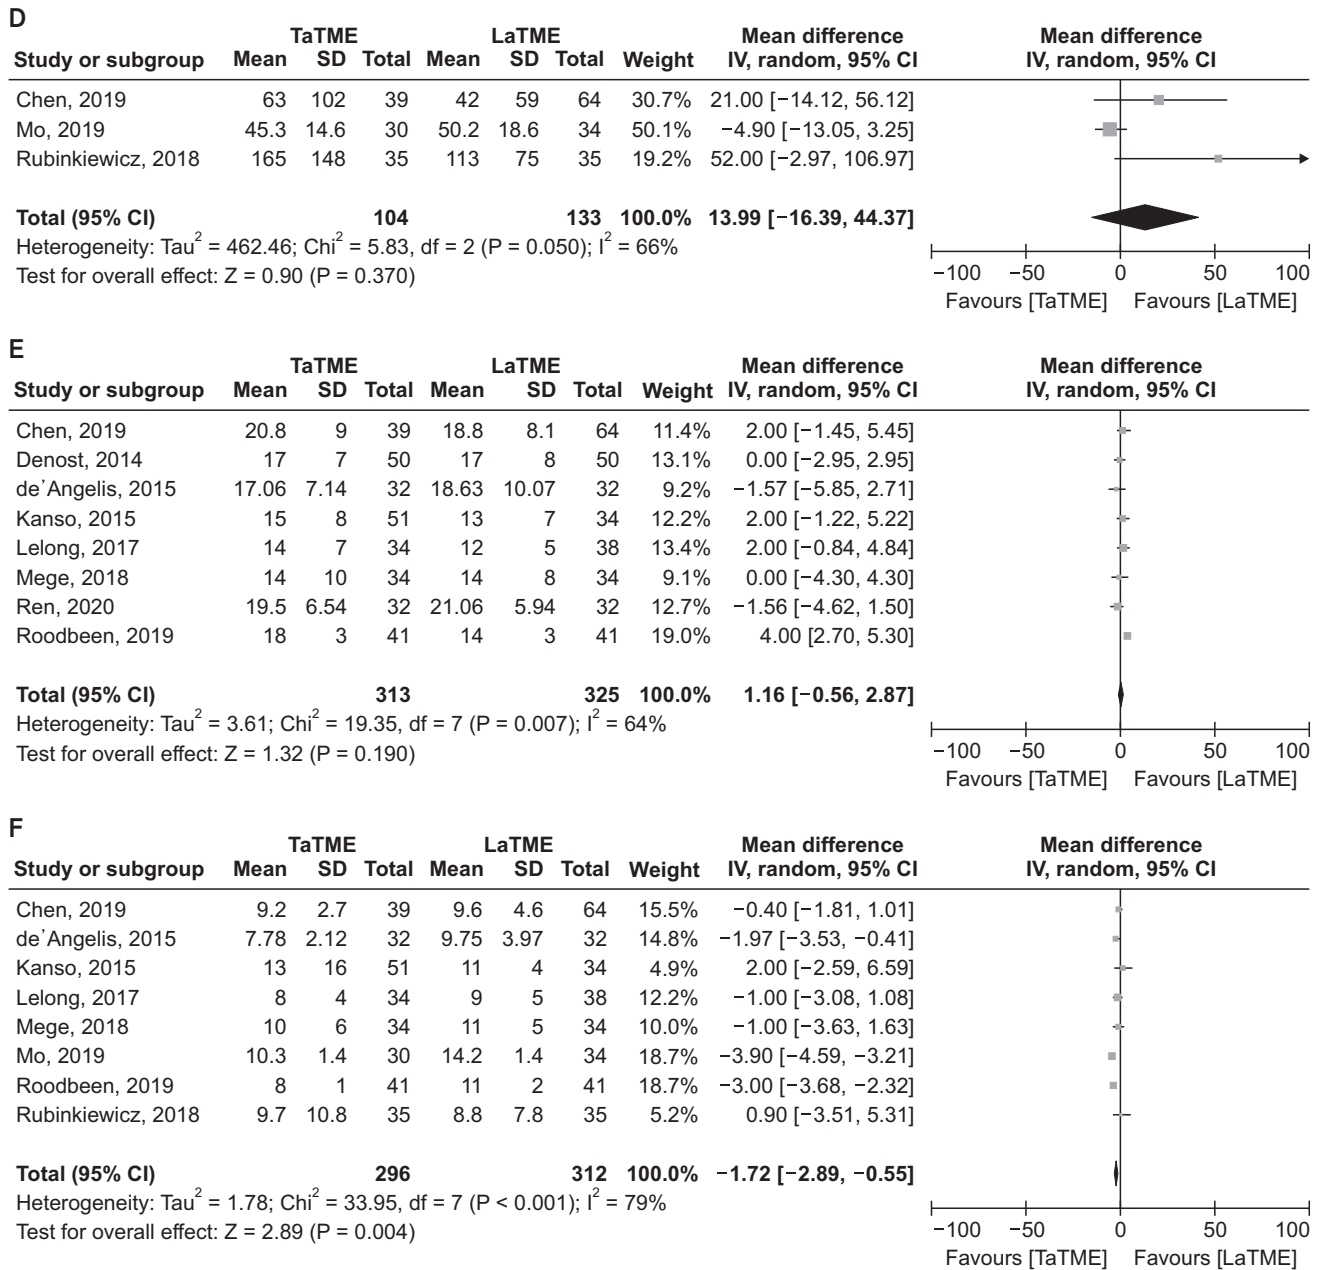 D
TaTME LaTME Mean difference Mean difference
Study or subgroup Mean SD Total Mean SD Total Weight IV, random, 95% CI IV, random, 95% CI
Chen, 2019 63 102 39 42 59 64 30.7% 21.00 [−14.12, 56.12]
Mo, 2019 45.3 14.6 30 50.2 18.6 34 50.1% −4.90 [−13.05, 3.25]
Rubinkiewicz, 2018 165 148 35 113 75 35 19.2% 52.00 [−2.97, 106.97]
Total (95% CI) 104 133 100.0% 13.99 [−16.39, 44.37]
Heterogeneity: Tau² = 462.46; Chi² = 5.83, df = 2 (P = 0.050); I² = 66%
Test for overall effect: Z = 0.90 (P = 0.370)
−100 −50 0 50 100
Favours [TaTME] Favours [LaTME]
E
TaTME LaTME Mean difference Mean difference
Study or subgroup Mean SD Total Mean SD Total Weight IV, random, 95% CI IV, random, 95% CI
Chen, 2019 20.8 9 39 18.8 8.1 64 11.4% 2.00 [−1.45, 5.45]
Denost, 2014 17 7 50 17 8 50 13.1% 0.00 [−2.95, 2.95]
de’Angelis, 2015 17.06 7.14 32 18.63 10.07 32 9.2% −1.57 [−5.85, 2.71]
Kanso, 2015 15 8 51 13 7 34 12.2% 2.00 [−1.22, 5.22]
Lelong, 2017 14 7 34 12 5 38 13.4% 2.00 [−0.84, 4.84]
Mege, 2018 14 10 34 14 8 34 9.1% 0.00 [−4.30, 4.30]
Ren, 2020 19.5 6.54 32 21.06 5.94 32 12.7% −1.56 [−4.62, 1.50]
Roodbeen, 2019 18 3 41 14 3 41 19.0% 4.00 [2.70, 5.30]
Total (95% CI) 313 325 100.0% 1.16 [−0.56, 2.87]
Heterogeneity: Tau² = 3.61; Chi² = 19.35, df = 7 (P = 0.007); I² = 64%
Test for overall effect: Z = 1.32 (P = 0.190)
−100 −50 0 50 100
Favours [TaTME] Favours [LaTME]
F
TaTME LaTME Mean difference Mean difference
Study or subgroup Mean SD Total Mean SD Total Weight IV, random, 95% CI IV, random, 95% CI
Chen, 2019 9.2 2.7 39 9.6 4.6 64 15.5% −0.40 [−1.81, 1.01]
de’Angelis, 2015 7.78 2.12 32 9.75 3.97 32 14.8% −1.97 [−3.53, −0.41]
Kanso, 2015 13 16 51 11 4 34 4.9% 2.00 [−2.59, 6.59]
Lelong, 2017 8 4 34 9 5 38 12.2% −1.00 [−3.08, 1.08]
Mege, 2018 10 6 34 11 5 34 10.0% −1.00 [−3.63, 1.63]
Mo, 2019 10.3 1.4 30 14.2 1.4 34 18.7% −3.90 [−4.59, −3.21]
Roodbeen, 2019 8 1 41 11 2 41 18.7% −3.00 [−3.68, −2.32]
Rubinkiewicz, 2018 9.7 10.8 35 8.8 7.8 35 5.2% 0.90 [−3.51, 5.31]
Total (95% CI) 296 312 100.0% −1.72 [−2.89, −0.55]
Heterogeneity: Tau² = 1.78; Chi² = 33.95, df = 7 (P < 0.001); I² = 79%
Test for overall effect: Z = 2.89 (P = 0.004)
−100 −50 0 50 100
Favours [TaTME] Favours [LaTME]